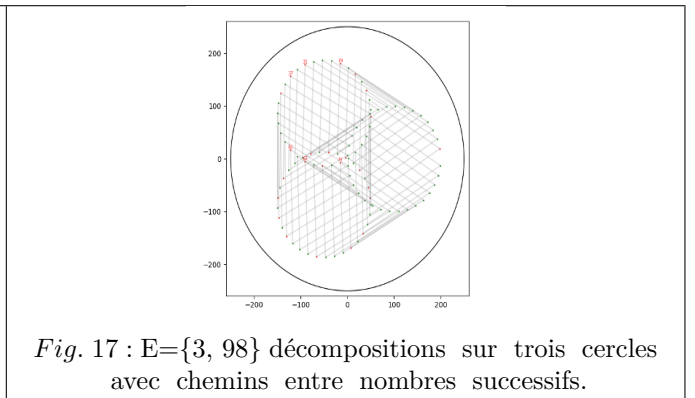 200
100
0
−100
−200
−200 −100 0 100 200
Fig. 17 : E={3, 98} décompositions sur trois cercles
avec chemins entre nombres successifs.